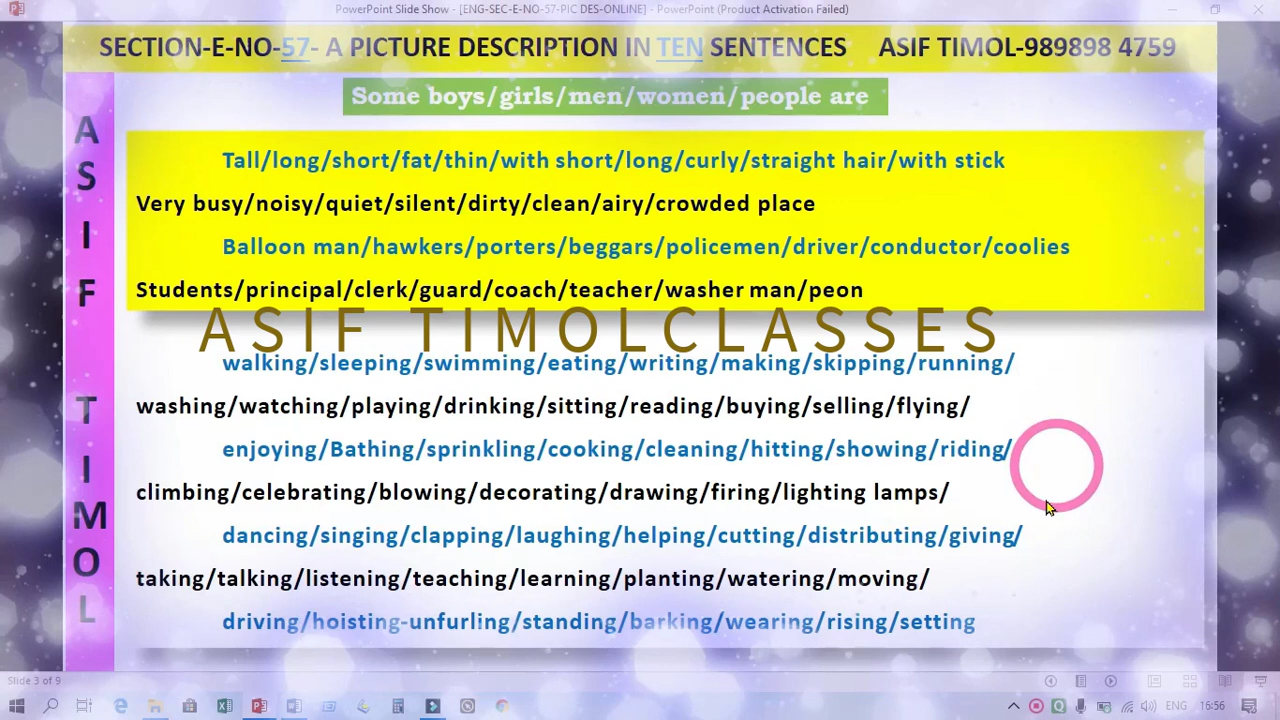 PowerPoint Slide Show - [ENG-SEC-E-NO-57-PIC DES-ONLINE] - PowerPoint (Product Activation Failed)
SECTION-E-NO-57- A PICTURE DESCRIPTION IN TEN SENTENCES ASIF TIMOL-989898 4759
Some boys/girls/men/women/people are
ASIF TIMOL
Tall/long/short/fat/thin/with short/long/curly/straight hair/with stick
Very busy/noisy/quiet/silent/dirty/clean/airy/crowded place
Balloon man/hawkers/porters/beggars/policemen/driver/conductor/coolies
Students/principal/clerk/guard/coach/teacher/washer man/peon
ASIF TIMOLCLASSES
walking/sleeping/swimming/eating/writing/making/skipping/running/
washing/watching/playing/drinking/sitting/reading/buying/selling/flying/
enjoying/Bathing/sprinkling/cooking/cleaning/hitting/showing/riding/
climbing/celebrating/blowing/decorating/drawing/firing/lighting lamps/
dancing/singing/clapping/laughing/helping/cutting/distributing/giving/
taking/talking/listening/teaching/learning/planting/watering/moving/
driving/hoisting-unfurling/standing/barking/wearing/rising/setting
Slide 3 of 9
ENG
16:56